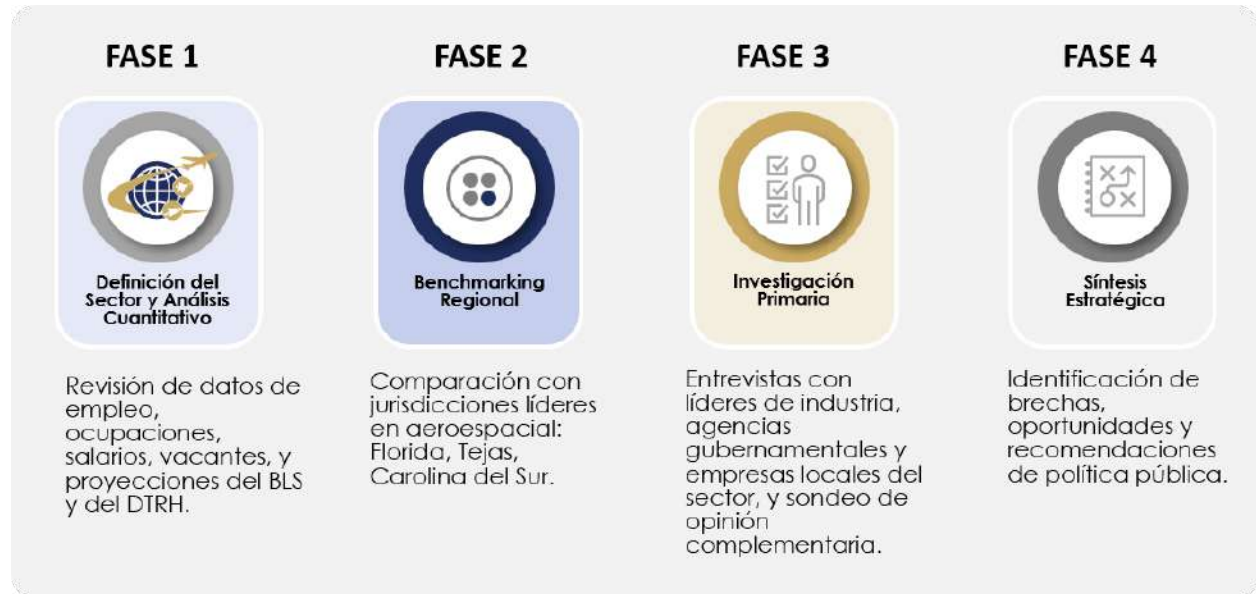 FASE 1
Definición del
Sector y Análisis
Cuantitativo
Revisión de datos de
empleo,
ocupaciones,
salarios, vacantes, y
proyecciones del BLS
y del DTRH.
FASE 2
Benchmarking
Regional
Comparación con
jurisdicciones líderes
en aeroespacial:
Florida, Tejas,
Carolina del Sur.
FASE 3
Investigación
Primaria
Entrevistas con
líderes de industria,
agencias
gubernamentales y
empresas locales del
sector, y sondeo de
opinión
complementaria.
FASE 4
Síntesis
Estratégica
Identificación de
brechas,
oportunidades y
recomendaciones
de política pública.